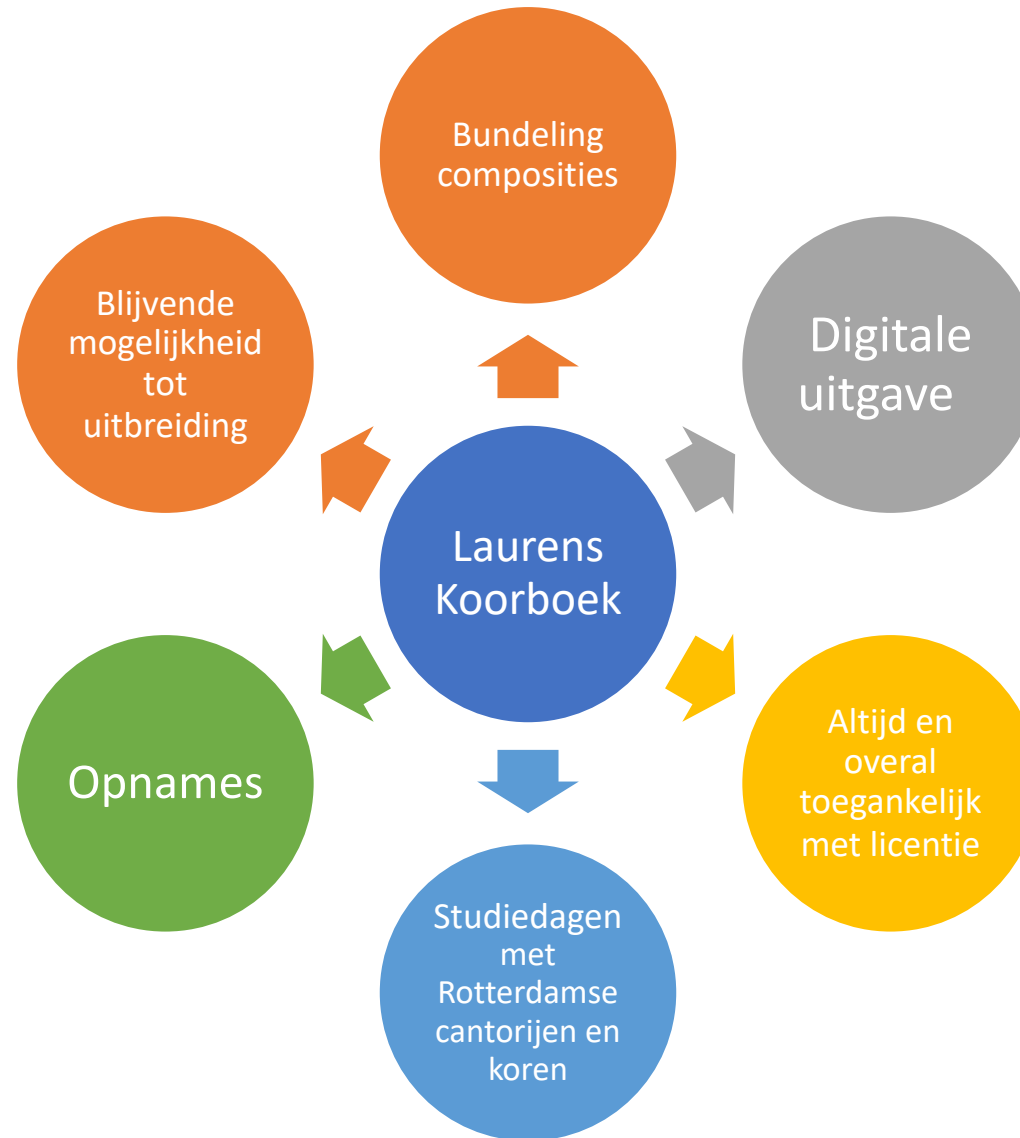 Bundeling
composities
Digitale
uitgave
Altijd en
overal
toegankelijk
met licentie
Studiedagen
met
Rotterdamse
cantorijen en
koren
Opnames
Blijvende
mogelijkheid
tot
uitbreiding
Laurens
Koorboek